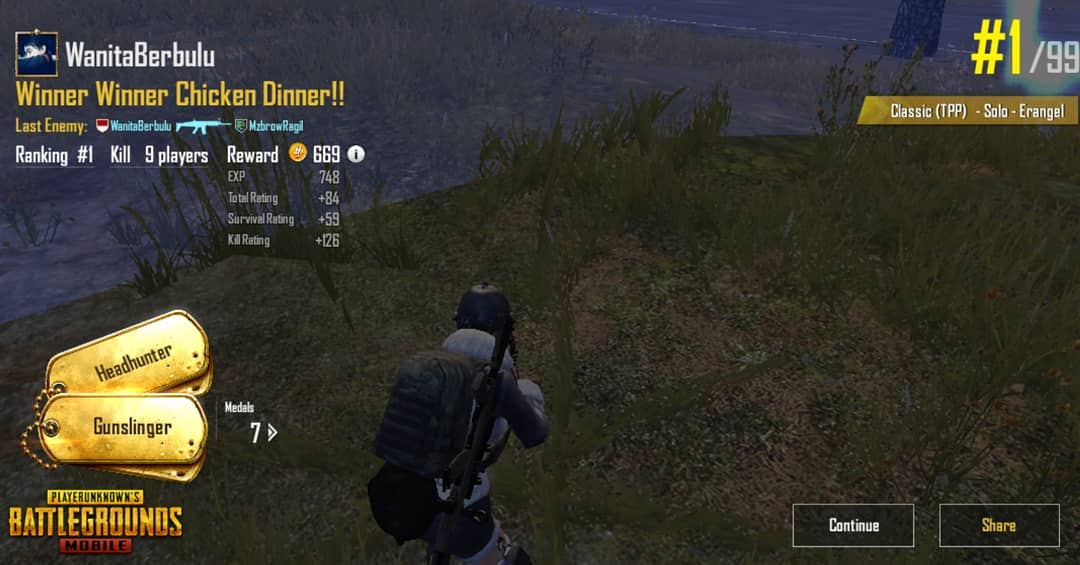 WanitaBerbulu
Winner Winner Chicken Dinner!!
Last Enemy: WanitaBerbulu MzbrowRagil
Ranking #1 Kill 9 players Reward 669
EXP 748
Total Rating +84
Survival Rating +59
Kill Rating +126
#1/99
Classic (TPP) - Solo - Erangel
Headhunter
Gunslinger
Medals
7
PLAYERUNKNOWN'S
BATTLEGROUNDS
MOBILE
Continue
Share